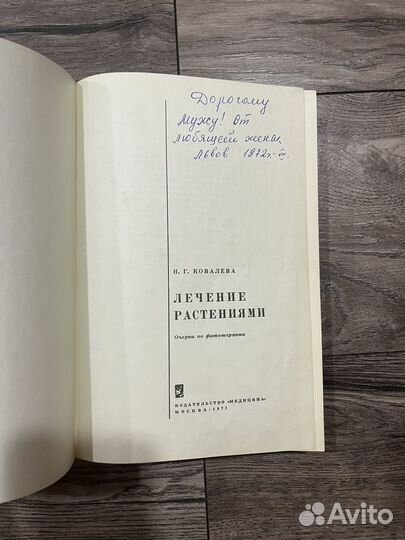 Дорогому
Мужу! От
любящей жены
Львов 1972г.
Н. Г. КОВАЛЕВА
ЛЕЧЕНИЕ
РАСТЕНИЯМИ
Очерки по фитотерапии
ИЗДАТЕЛЬСТВО «МЕДИЦИНА»
МОСКВА — 1971
Avito